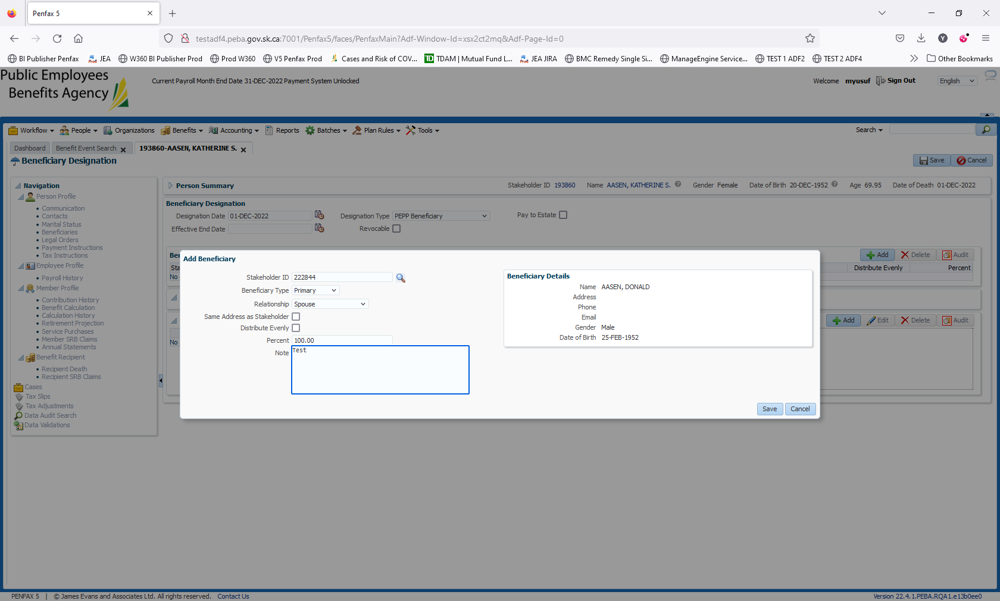 Penfax 5
testadf4.peba.gov.sk.ca:7001/Penfax5/faces/PenfaxMain?Adf-Window-Id=xsx2ct2mq&Adf-Page-Id=0
Y
BI Publisher Penfax
JEA
W360 BI Publisher Prod
Prod W360
V5 Penfax Prod
Cases and Risk of COV...
TD TDAM | Mutual Fund L...
JEA JIRA
BMC Remedy Single Si...
ManageEngine Service...
TEST 1 ADF2
TEST 2 ADF4
Other Bookmarks
Public Employees
Benefits Agency
Current Payroll Month End Date 31-DEC-2022 Payment System Unlocked
Welcome myusuf Sign Out English
Workflow People Organizations Benefits Accounting Reports Batches Plan Rules Tools Search
Dashboard Benefit Event Search 193860-AASEN, KATHERINE S.
Beneficiary Designation
Save Cancel
Navigation
Person Profile
Communication
Contacts
Marital Status
Beneficiaries
Legal Orders
Payment Instructions
Tax Instructions
Employee Profile
Payroll History
Member Profile
Contribution History
Benefit Calculation
Calculation History
Retirement Projection
Service Purchases
Member SRB Claims
Annual Statements
Benefit Recipient
Recipient Death
Recipient SRB Claims
Cases
Tax Slips
Tax Adjustments
Data Audit Search
Data Validations
Person Summary
Stakeholder ID 193860 Name AASEN, KATHERINE S. Gender Female Date of Birth 20-DEC-1952 Age 69.95 Date of Death 01-DEC-2022
Beneficiary Designation
Designation Date 01-DEC-2022 Designation Type PEPP Beneficiary Pay to Estate
Effective End Date Revocable
Ben
Add Delete Audit
Sta
Distribute Evenly Percent
No
Add Edit Delete Audit
No
Add Beneficiary
Stakeholder ID 222844
Beneficiary Type Primary
Relationship Spouse
Same Address as Stakeholder
Distribute Evenly
Percent 100.00
Note Test
Beneficiary Details
Name AASEN, DONALD
Address
Phone
Email
Gender Male
Date of Birth 25-FEB-1952
Save Cancel
PENFAX 5 | © James Evans and Associates Ltd. All rights reserved. Contact Us
Version 22.4.1.PEBA.RQA1.e13b0ee0